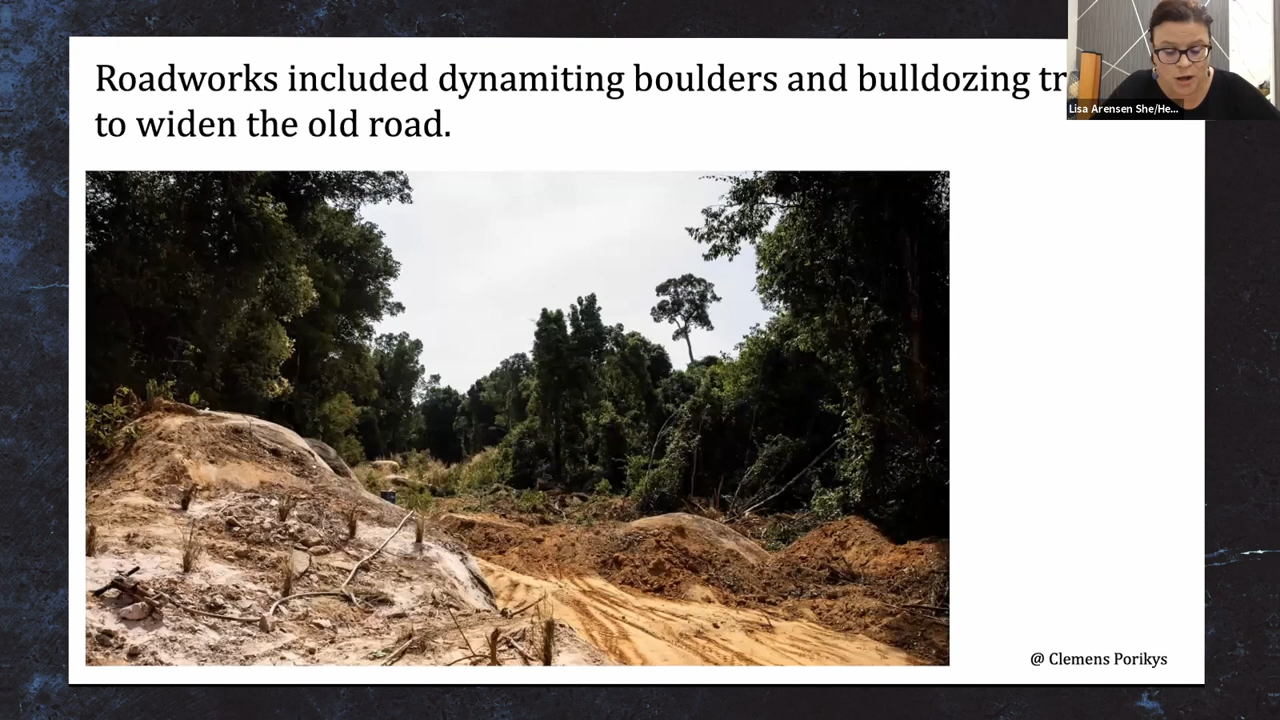 Roadworks included dynamiting boulders and bulldozing
to widen the old road.
Lisa Arensen She/He...
@ Clemens Porikys